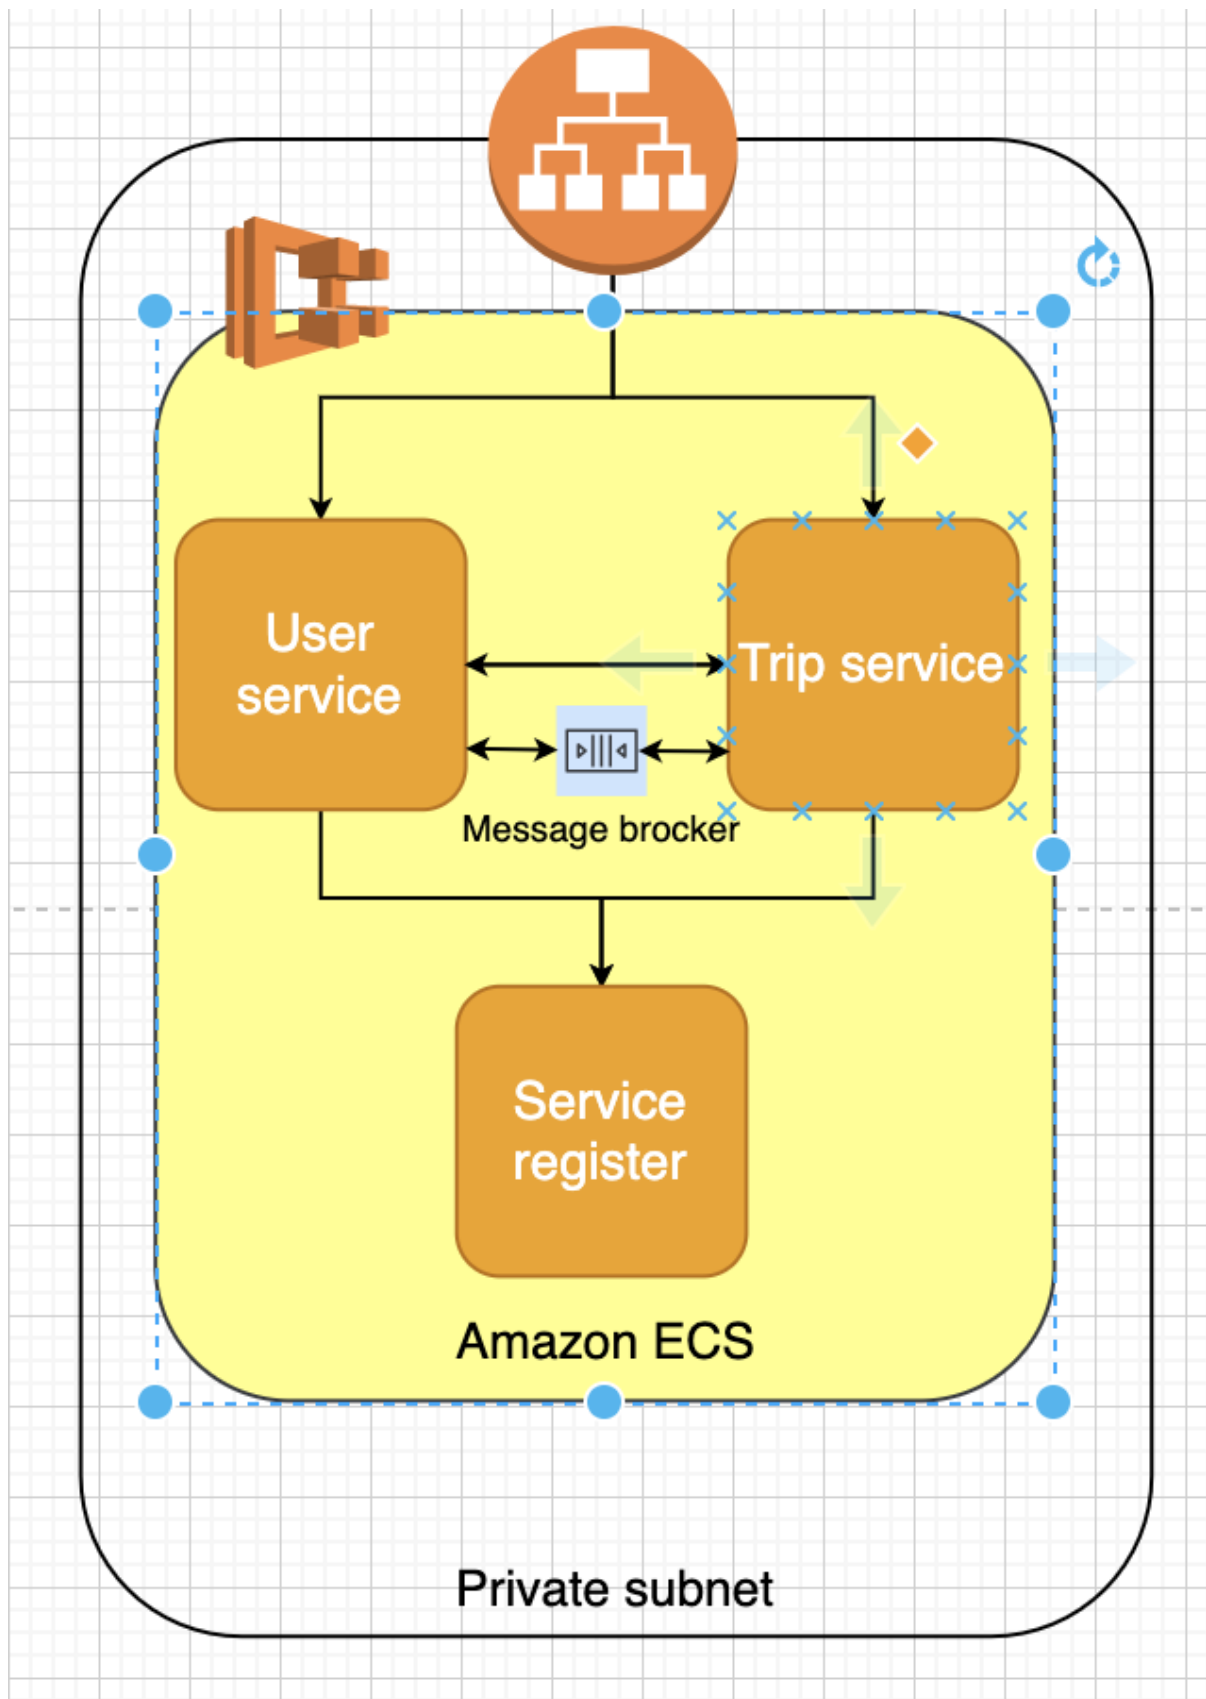 User
service
Trip service
Message brocker
Service
register
Amazon ECS
Private subnet